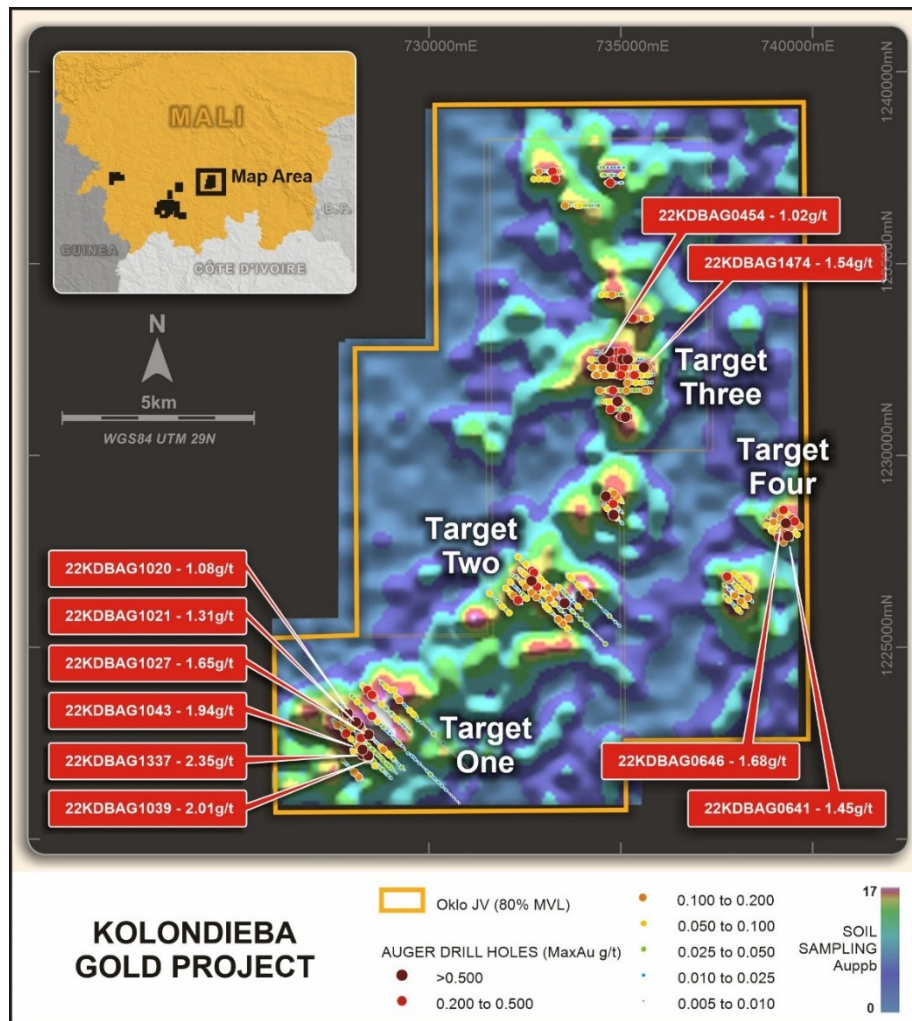 730000mE
735000mE
740000mE
1240000mN
MALI
Map Area
GUINEA
B.F.
CÔTE D'IVOIRE
22KDBAG0454 - 1.02g/t
1235000mN
22KDBAG1474 - 1.54g/t
N
5km
WGS84 UTM 29N
Target
Three
1230000mN
Target
Four
Target
Two
22KDBAG1020 - 1.08g/t
22KDBAG1021 - 1.31g/t
22KDBAG1027 - 1.65g/t
22KDBAG1043 - 1.94g/t
22KDBAG1337 - 2.35g/t
22KDBAG1039 - 2.01g/t
1225000mN
Target
One
22KDBAG0646 - 1.68g/t
22KDBAG0641 - 1.45g/t
KOLONDIEBA
GOLD PROJECT
Oklo JV (80% MVL)
AUGER DRILL HOLES (MaxAu g/t)
>0.500
0.200 to 0.500
0.100 to 0.200
0.050 to 0.100
0.025 to 0.050
0.010 to 0.025
0.005 to 0.010
17
SOIL
SAMPLING
Auppb
0